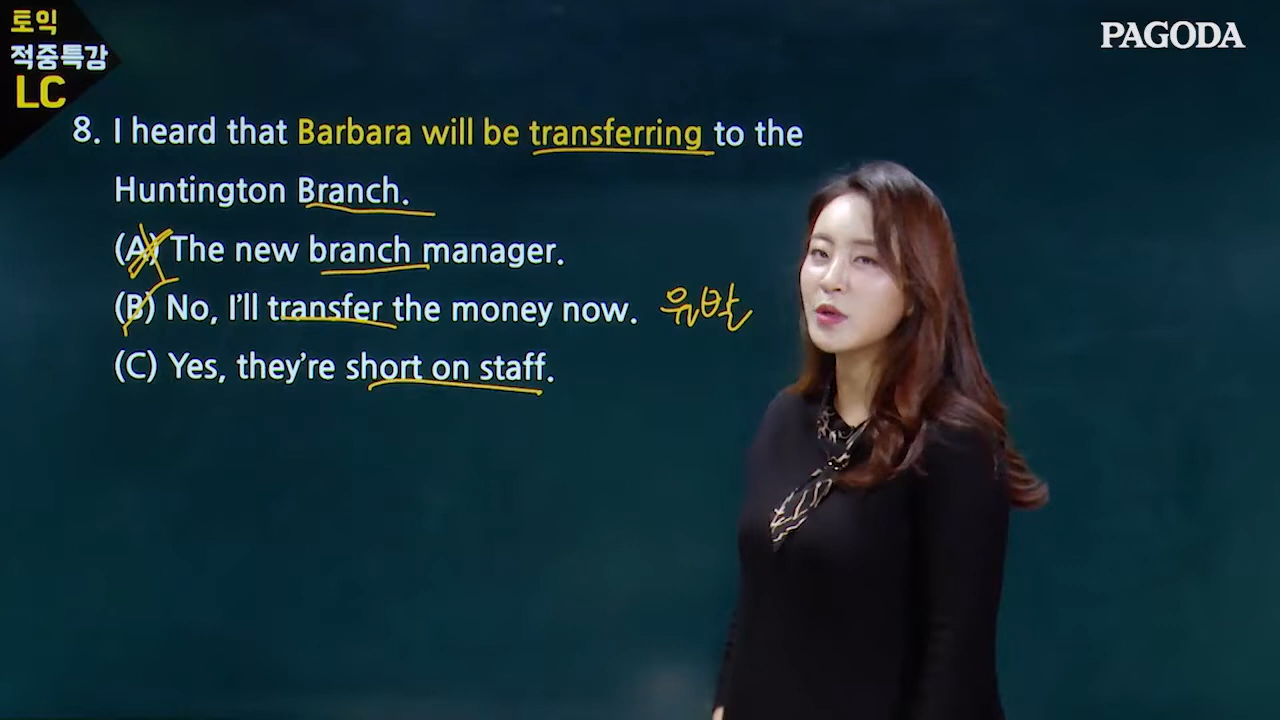 토익
적중특강
LC
PAGODA
8. I heard that Barbara will be transferring to the
Huntington Branch.
(A) The new branch manager.
(B) No, I'll transfer the money now. 유발
(C) Yes, they're short on staff.